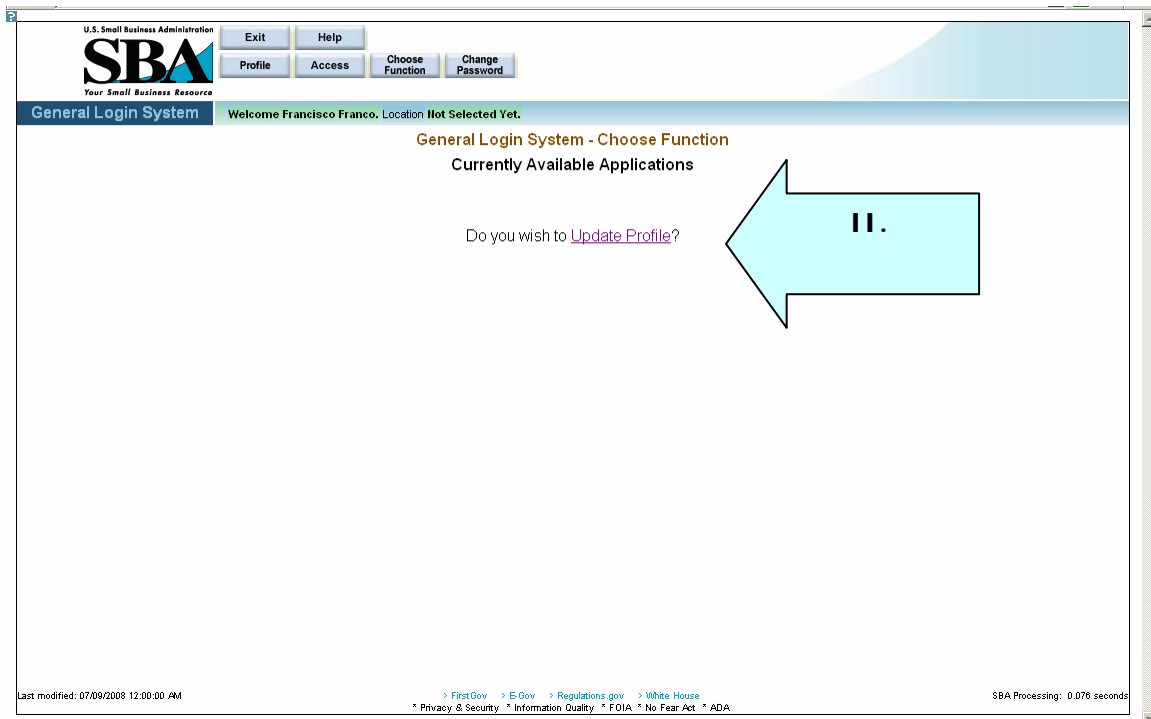 U.S. Small Business Administration
SBA
Your Small Business Resource
Exit Help
Profile Access Choose Function Change Password
General Login System
Welcome Francisco Franco. Location Not Selected Yet.
General Login System - Choose Function
Currently Available Applications
Do you wish to Update Profile?
II.
Last modified: 07/09/2008 12:00:00 AM
> FirstGov > E-Gov > Regulations.gov > White House
* Privacy & Security * Information Quality * FOIA * No Fear Act * ADA
SBA Processing: 0.076 seconds